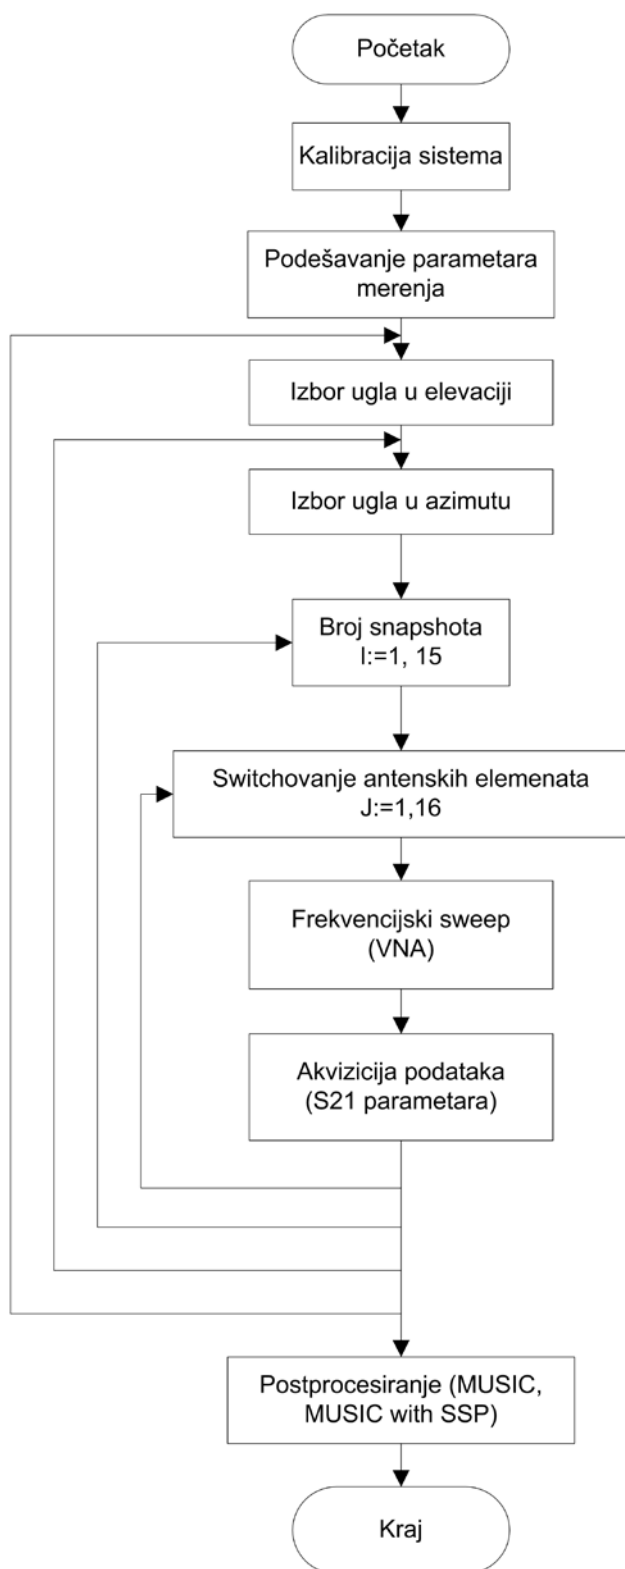 Početak
Kalibracija sistema
Podešavanje parametara
merenja
Izbor ugla u elevaciji
Izbor ugla u azimutu
Broj snapshota
I:=1, 15
Switchovanje antenskih elemenata
J:=1,16
Frekvencijski sweep
(VNA)
Akvizicija podataka
(S21 parametara)
Postprocesiranje (MUSIC,
MUSIC with SSP)
Kraj